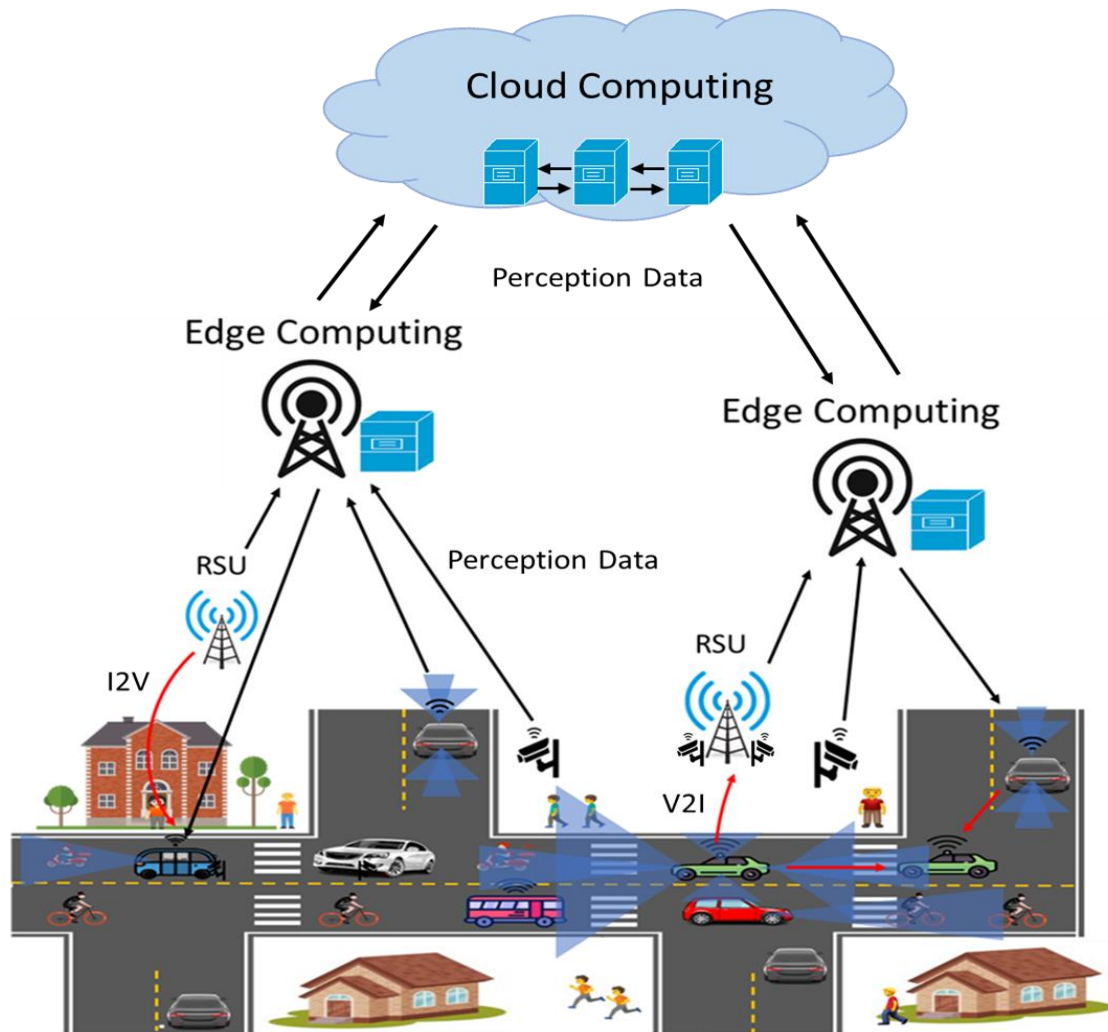 Cloud Computing
Perception Data
Edge Computing
Edge Computing
Perception Data
RSU
RSU
I2V
V2I